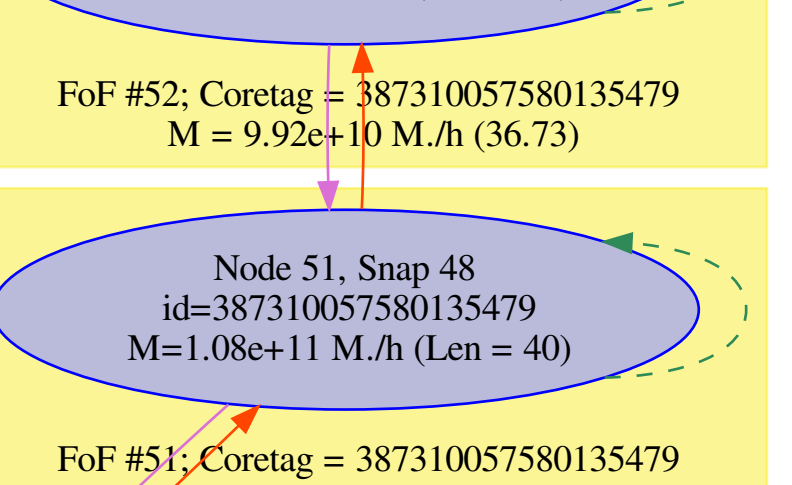 FoF #52; Coretag = 387310057580135479
M = 9.92e+10 M./h (36.73)
Node 51, Snap 48
id=387310057580135479
M=1.08e+11 M./h (Len = 40)
FoF #51; Coretag = 387310057580135479